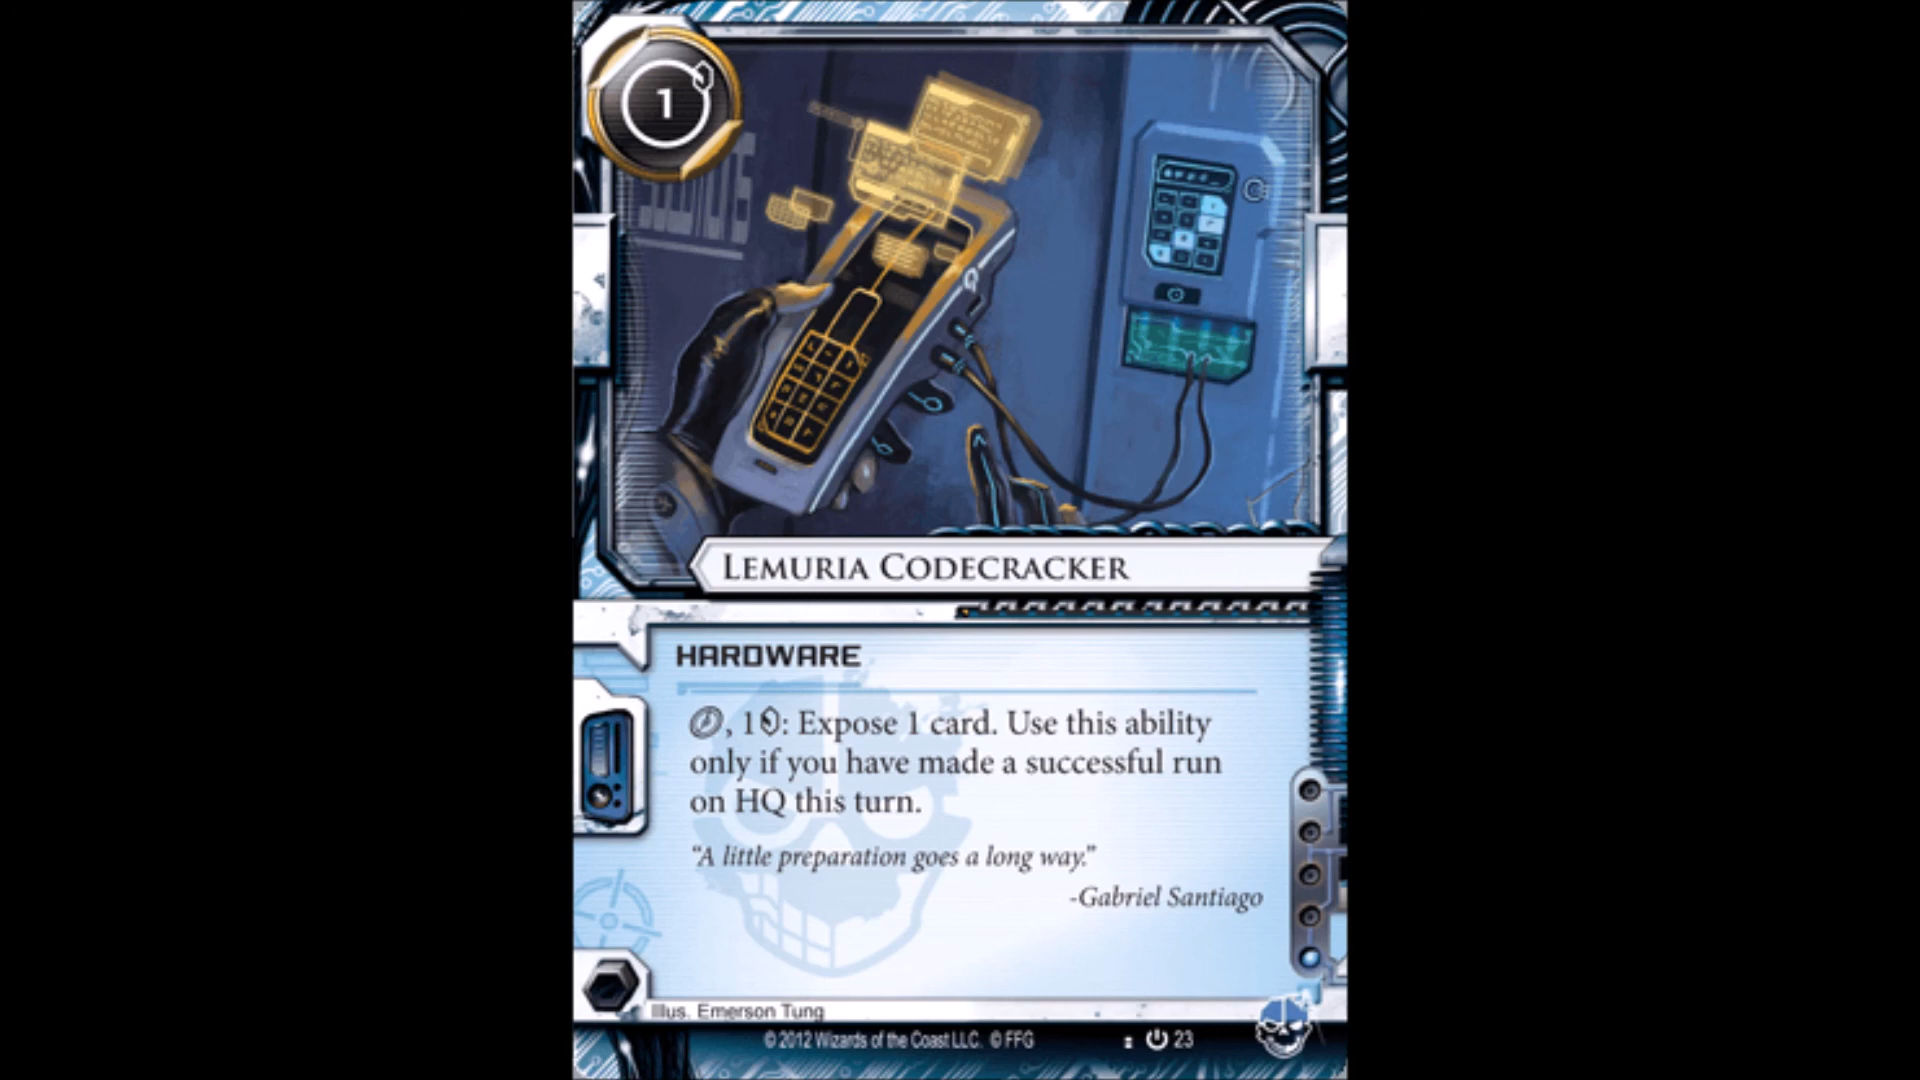 1
LEMURIA CODECRACKER
HARDWARE
, 1: Expose 1 card. Use this ability
only if you have made a successful run
on HQ this turn.
“A little preparation goes a long way.”
-Gabriel Santiago
Illus. Emerson Tung
© 2012 Wizards of the Coast LLC. © FFG 23